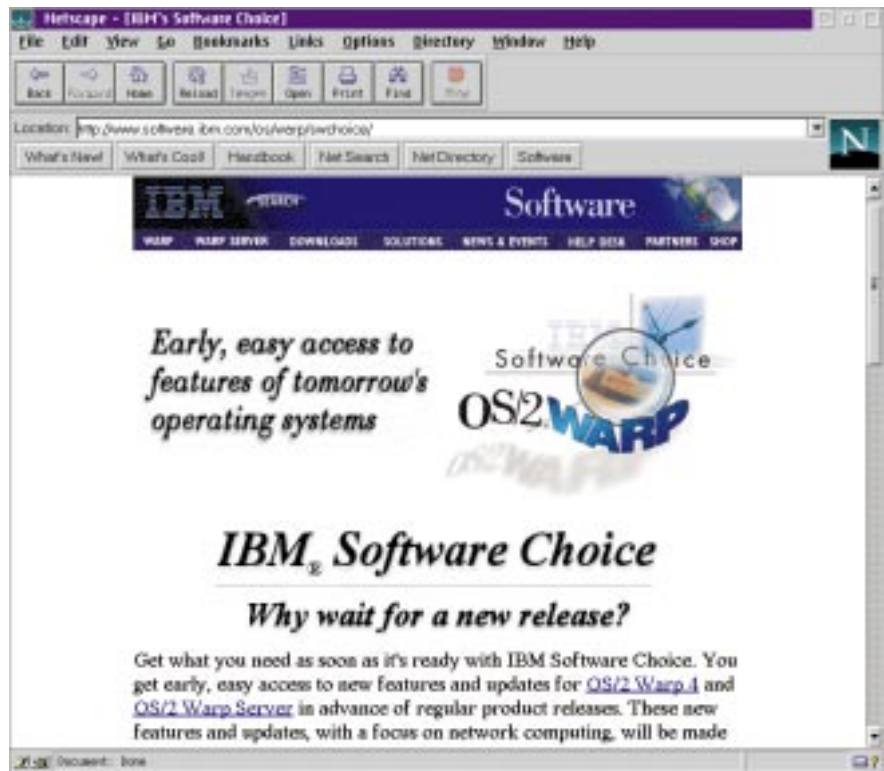 Netscape - [IBM's Software Choice]
File Edit View Go Bookmarks Links Options Directory Window Help
Back Forward Home Reload Images Open Print Find Stop
Location: http://www.software.ibm.com/os/warp/swchoice/
What's New! What's Cool! Handbook Net Search Net Directory Software
N
IBM SEARCH Software
WARP WARP SERVER DOWNLOADS SOLUTIONS NEWS & EVENTS HELP DESK PARTNERS SHOP
Early, easy access to
features of tomorrow's
operating systems
IBM
Software Choice
OS/2 WARP
OS/2 WARP
IBM® Software Choice
Why wait for a new release?
Get what you need as soon as it's ready with IBM Software Choice. You
get early, easy access to new features and updates for OS/2 Warp 4 and
OS/2 Warp Server in advance of regular product releases. These new
features and updates, with a focus on network computing, will be made
Document: Done